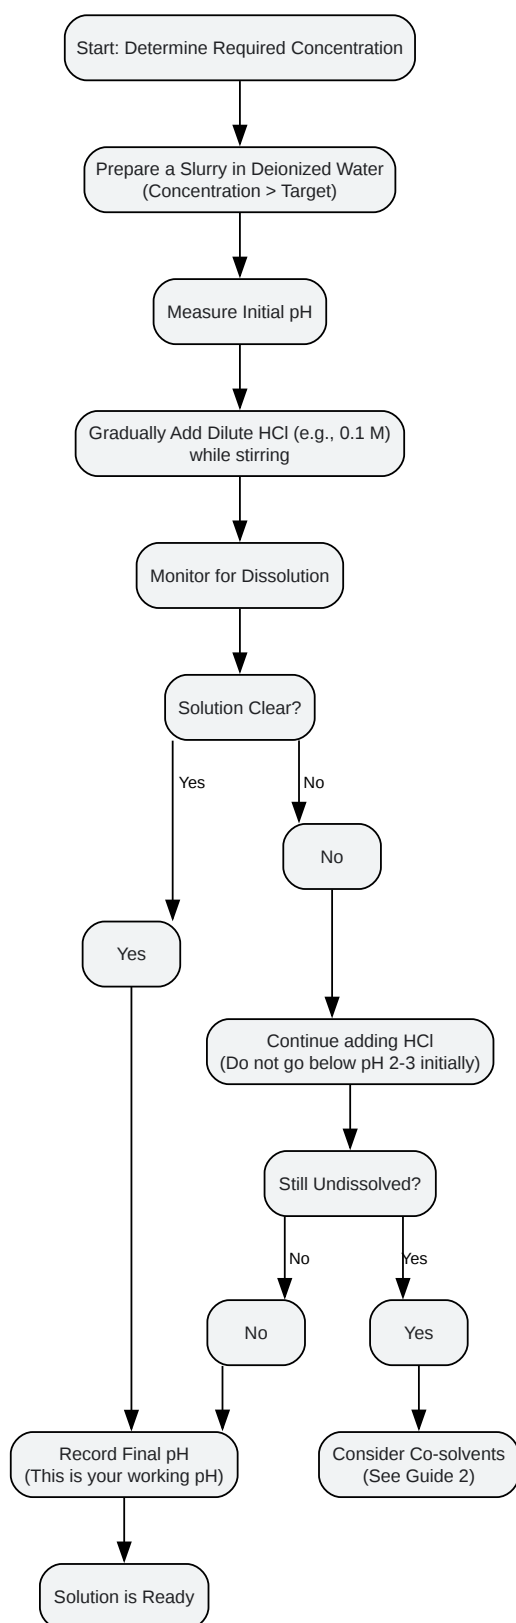 Start: Determine Required Concentration
Prepare a Slurry in Deionized Water
(Concentration > Target)
Measure Initial pH
Gradually Add Dilute HCl (e.g., 0.1 M)
while stirring
Monitor for Dissolution
Solution Clear?
Yes
No
No
Yes
Continue adding HCl
(Do not go below pH 2-3 initially)
Still Undissolved?
No
Yes
No
Yes
Record Final pH
(This is your working pH)
Consider Co-solvents
(See Guide 2)
Solution is Ready